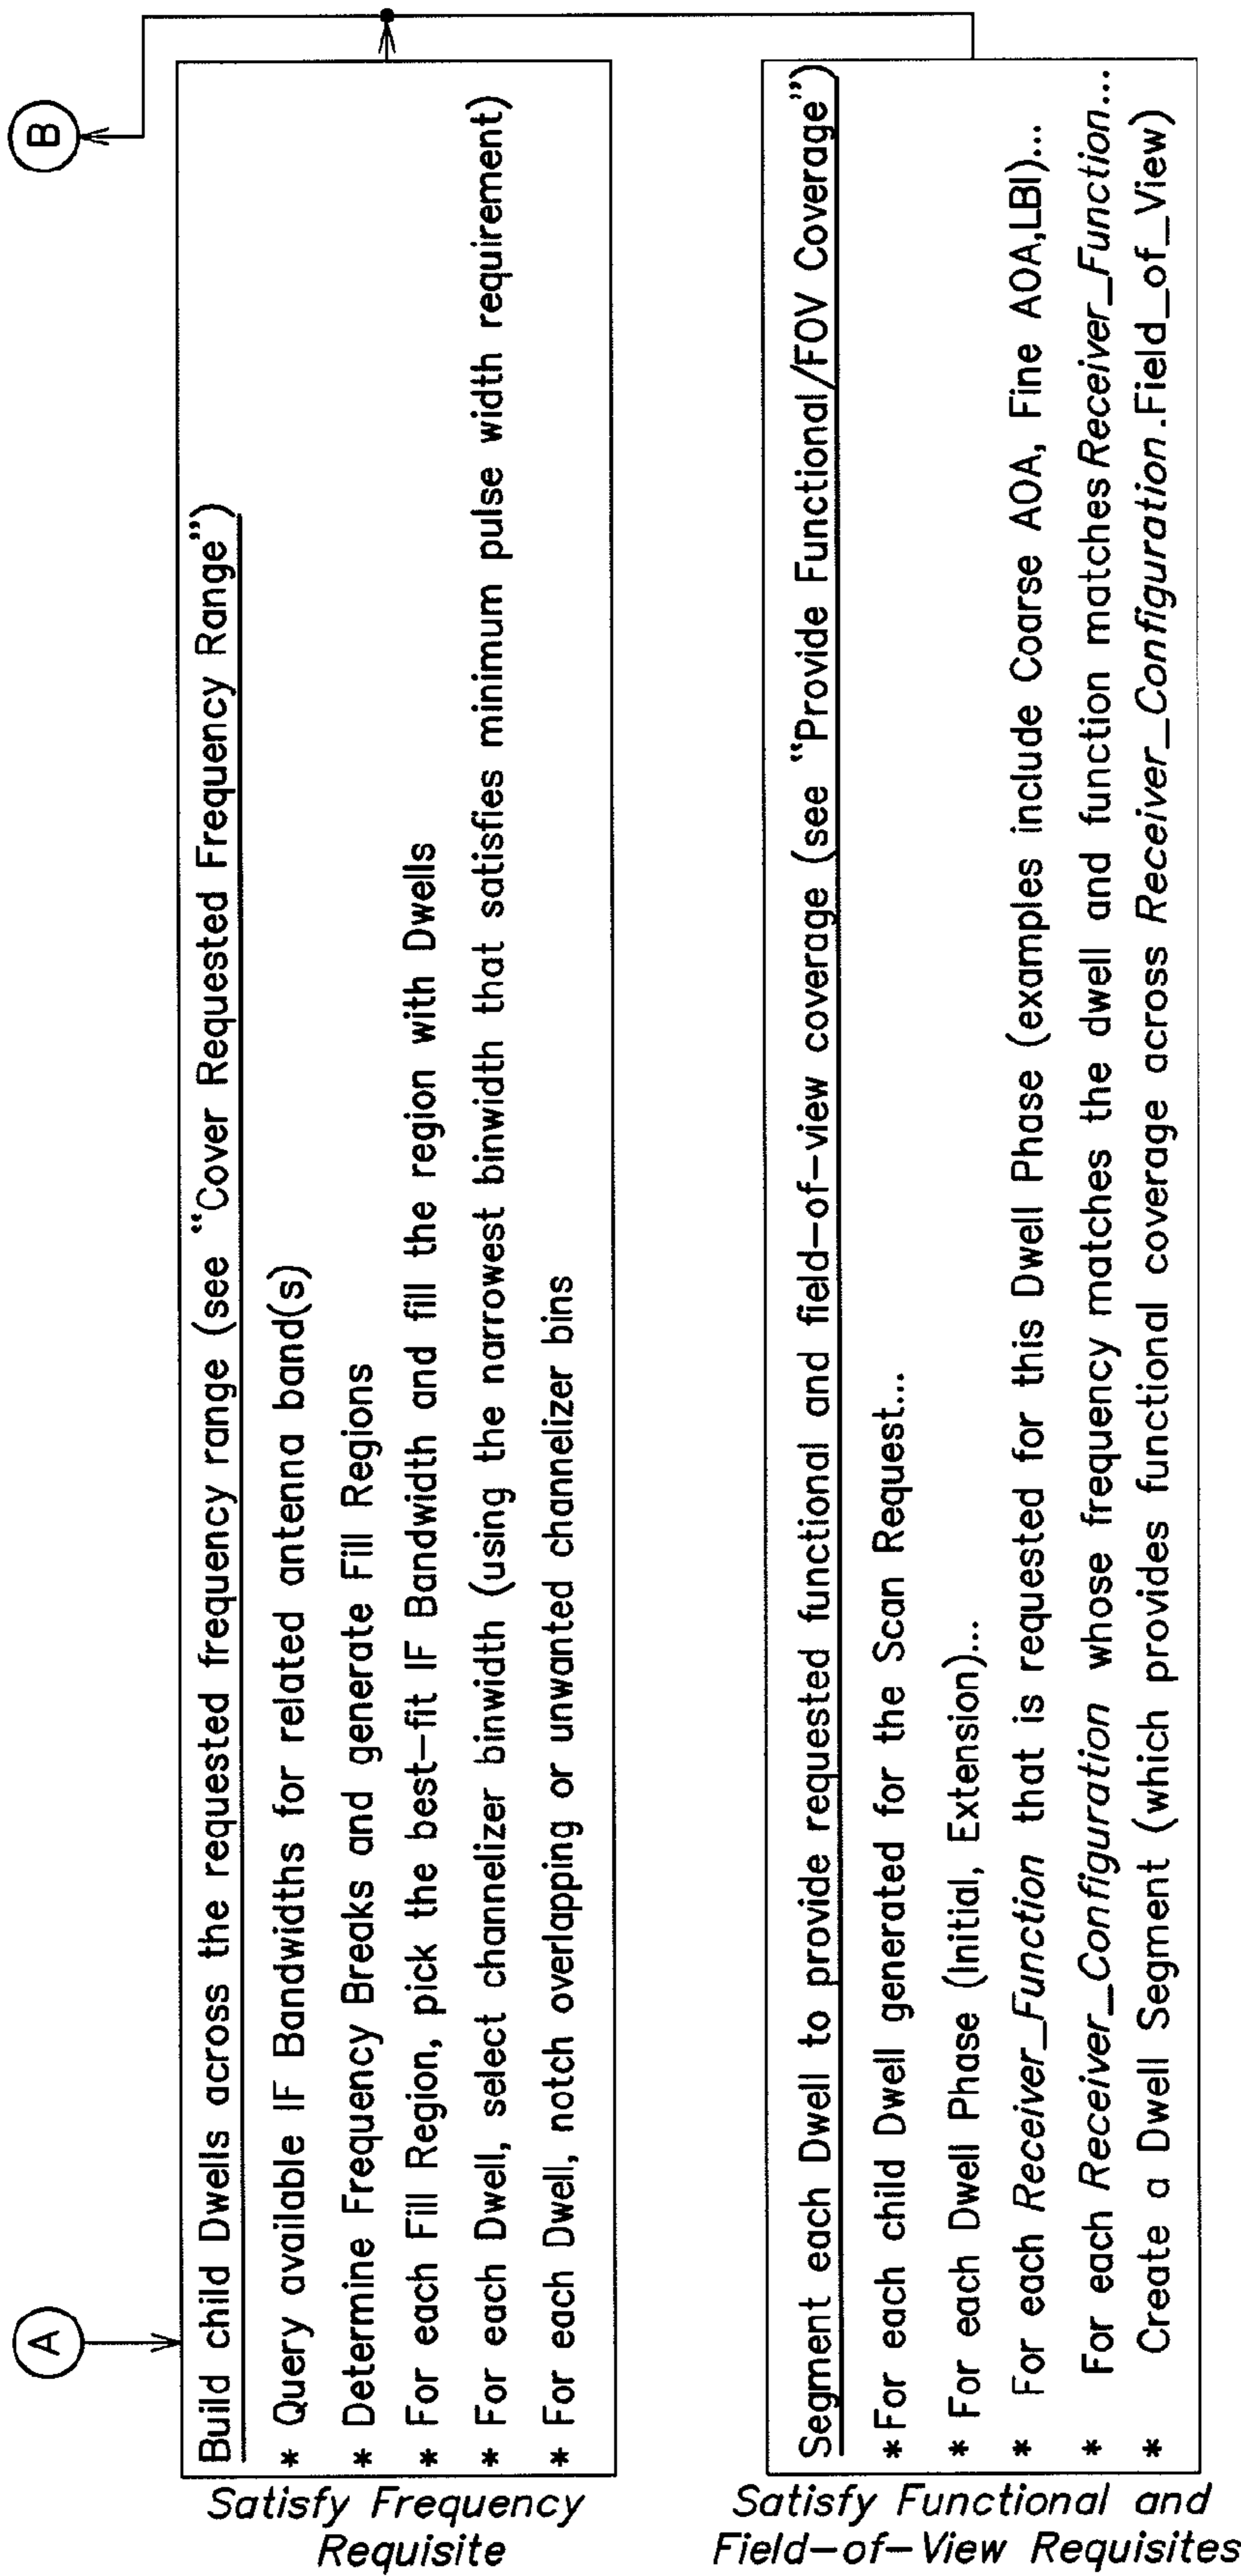 A
B
Build child Dwells across the requested frequency range (see "Cover Requested Frequency Range")
* Query available IF Bandwidths for related antenna band(s)
* Determine Frequency Breaks and generate Fill Regions
* For each Fill Region, pick the best-fit IF Bandwidth and fill the region with Dwells
* For each Dwell, select channelizer binwidth (using the narrowest binwidth that satisfies minimum pulse width requirement)
* For each Dwell, notch overlapping or unwanted channelizer bins
Satisfy Frequency
Requisite
Segment each Dwell to provide requested functional and field-of-view coverage (see "Provide Functional/FOV Coverage")
* For each child Dwell generated for the Scan Request...
* For each Dwell Phase (Initial, Extension)...
* For each Receiver_Function that is requested for this Dwell Phase (examples include Coarse AOA, Fine AOA,LBI)...
* For each Receiver_Configuration whose frequency matches the dwell and function matches Receiver_Function...
* Create a Dwell Segment (which provides functional coverage across Receiver_Configuration.Field_of_View)
Satisfy Functional and
Field-of-View Requisites